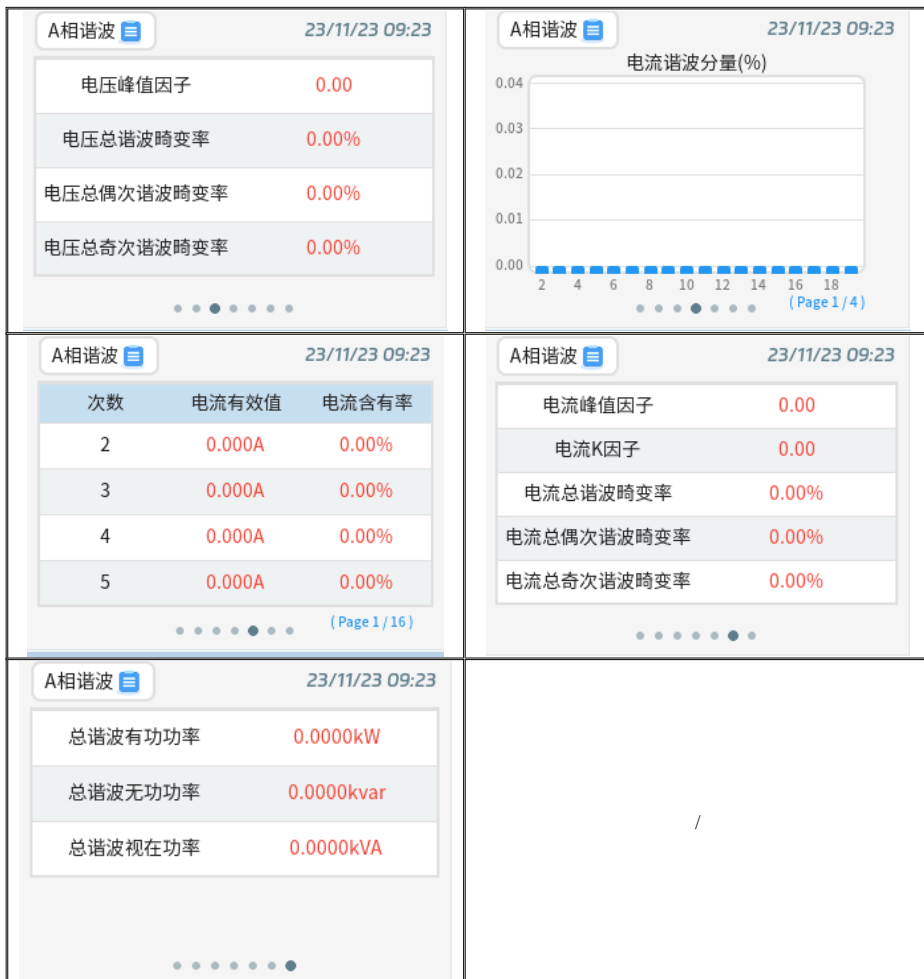 A相谐波 23/11/23 09:23
电压峰值因子 0.00
电压总谐波畸变率 0.00%
电压总偶次谐波畸变率 0.00%
电压总奇次谐波畸变率 0.00%
A相谐波 23/11/23 09:23
电流谐波分量(%)
0.04
0.03
0.02
0.01
0.00
2 4 6 8 10 12 14 16 18
( Page 1 / 4 )
A相谐波 23/11/23 09:23
次数 电流有效值 电流含有率
2 0.000A 0.00%
3 0.000A 0.00%
4 0.000A 0.00%
5 0.000A 0.00%
( Page 1 / 16 )
A相谐波 23/11/23 09:23
电流峰值因子 0.00
电流K因子 0.00
电流总谐波畸变率 0.00%
电流总偶次谐波畸变率 0.00%
电流总奇次谐波畸变率 0.00%
A相谐波 23/11/23 09:23
总谐波有功功率 0.0000kW
总谐波无功功率 0.0000kvar
总谐波视在功率 0.0000kVA
/